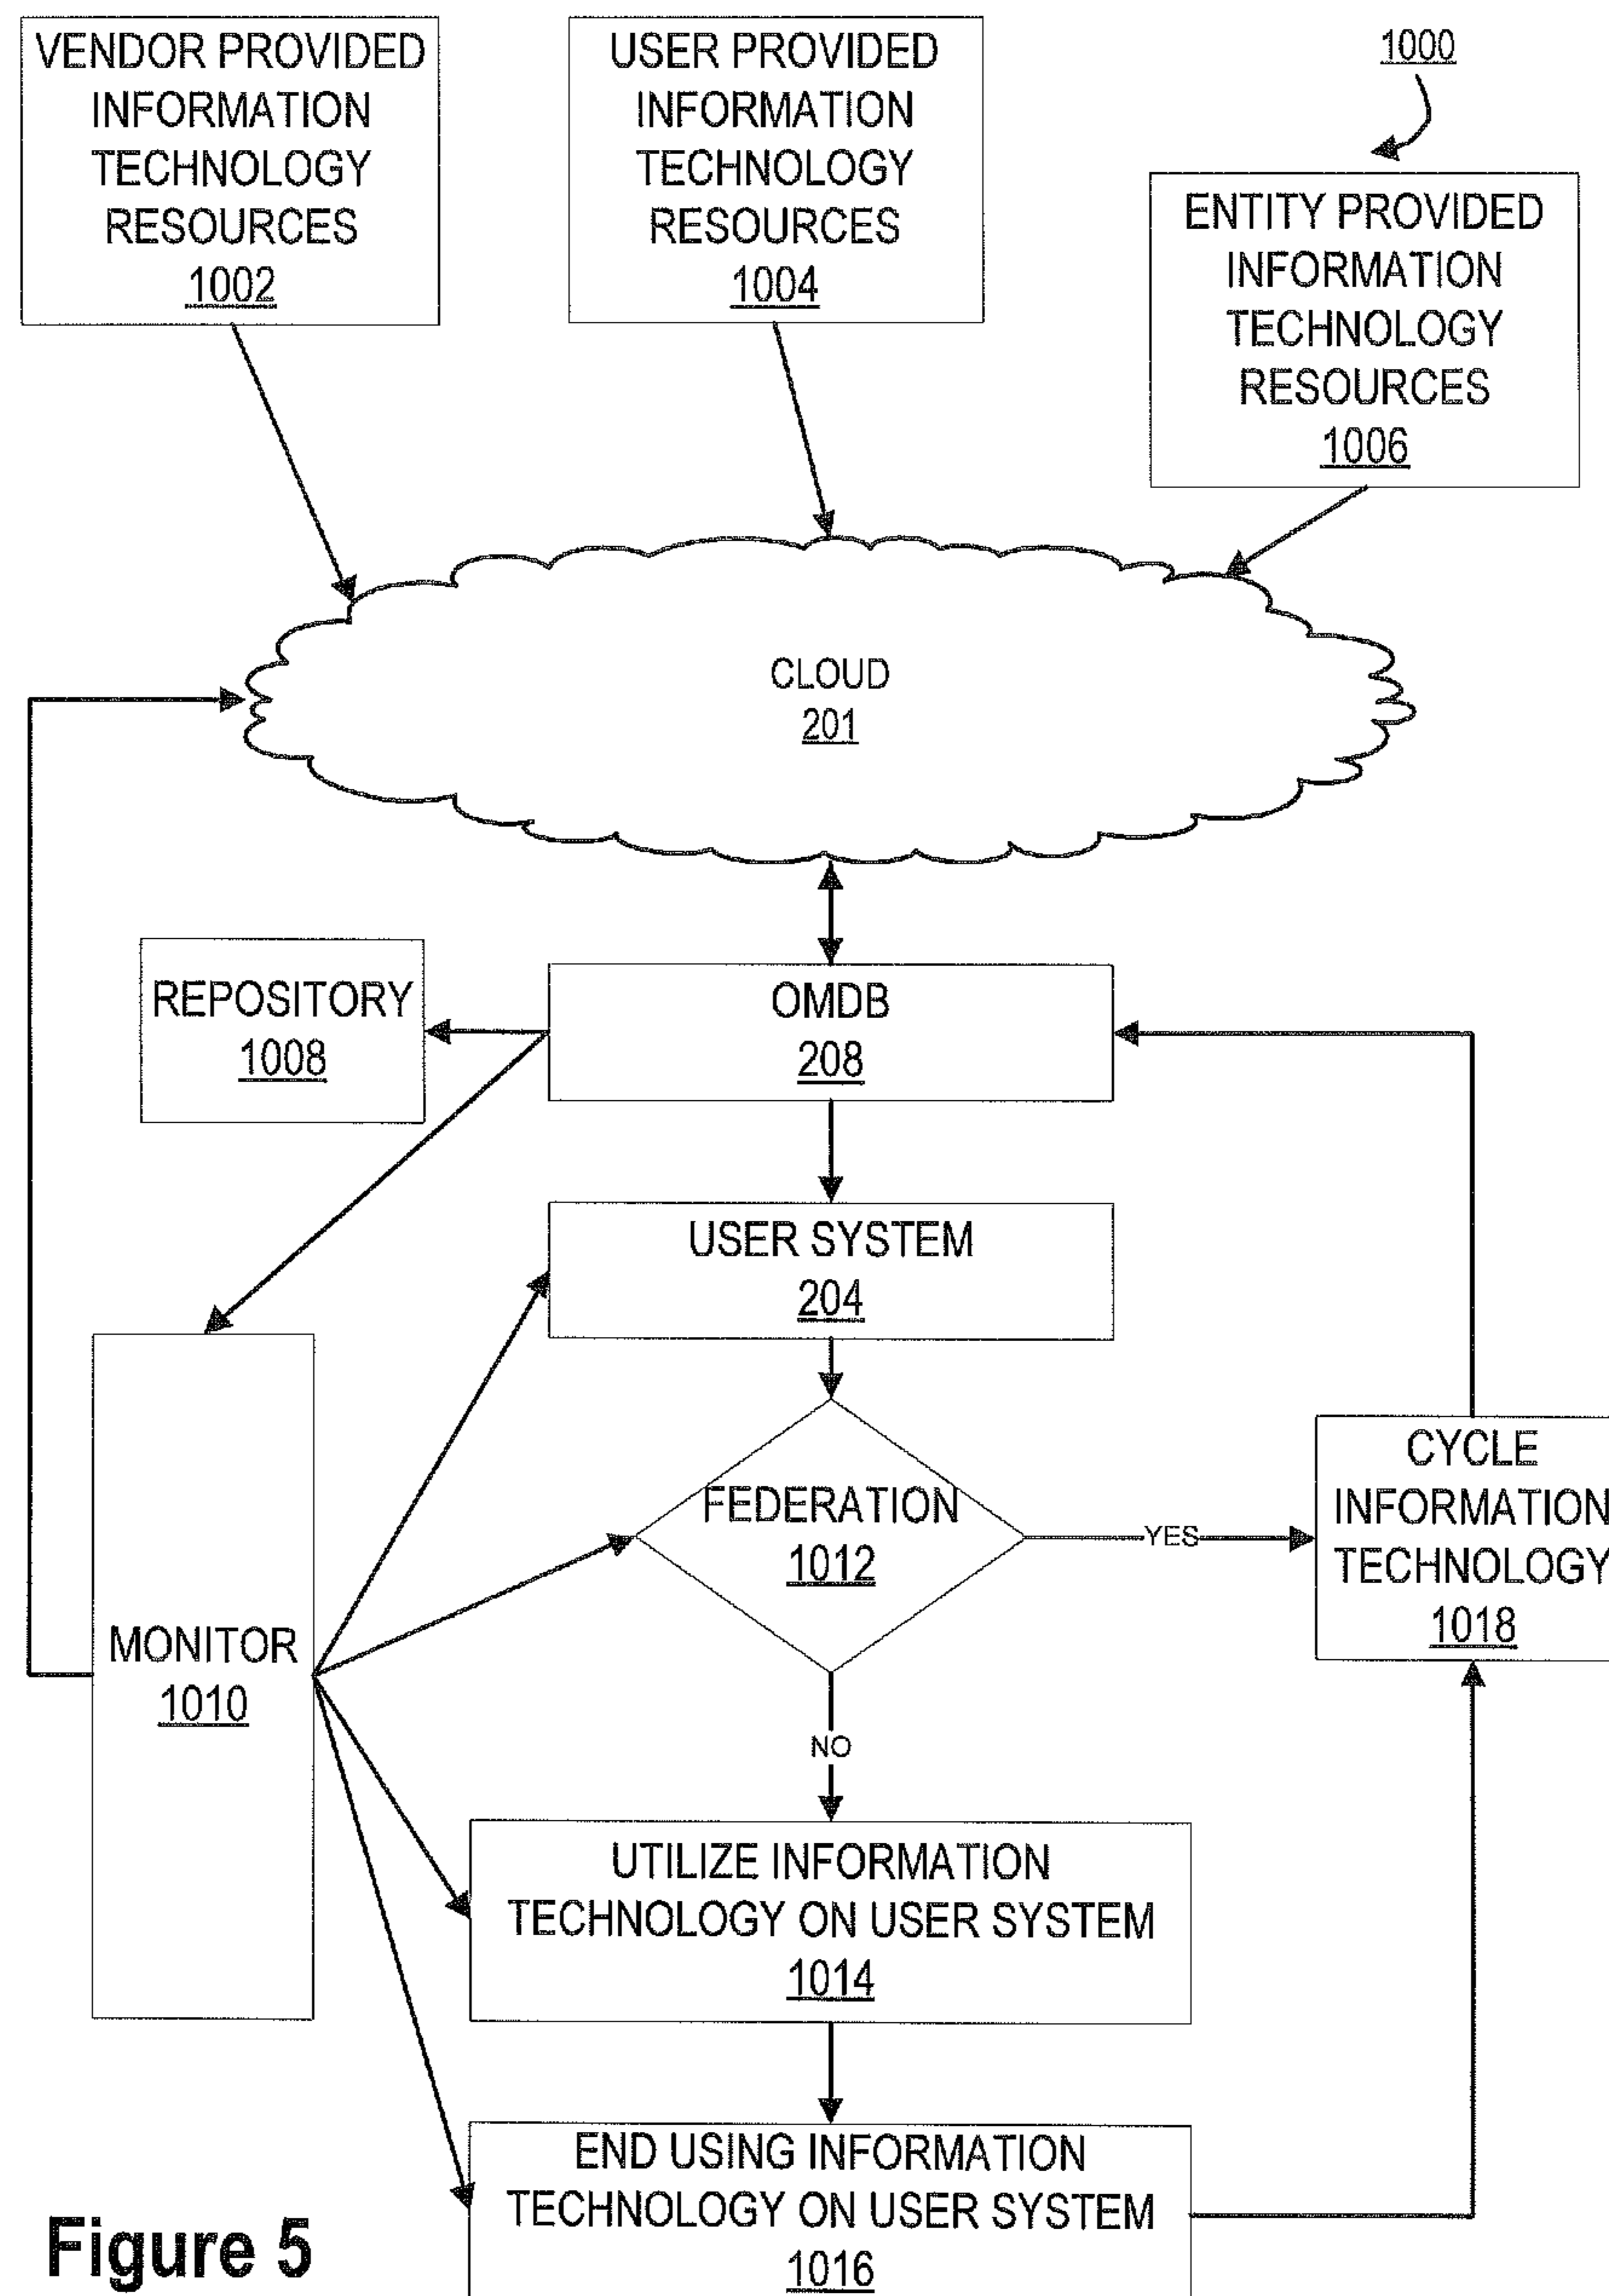 VENDOR PROVIDED
INFORMATION
TECHNOLOGY
RESOURCES
1002
USER PROVIDED
INFORMATION
TECHNOLOGY
RESOURCES
1004
1000
ENTITY PROVIDED
INFORMATION
TECHNOLOGY
RESOURCES
1006
CLOUD
201
REPOSITORY
1008
OMDB
208
USER SYSTEM
204
FEDERATION
1012
YES
CYCLE
INFORMATION
TECHNOLOGY
1018
MONITOR
1010
NO
UTILIZE INFORMATION
TECHNOLOGY ON USER SYSTEM
1014
END USING INFORMATION
TECHNOLOGY ON USER SYSTEM
1016
Figure 5